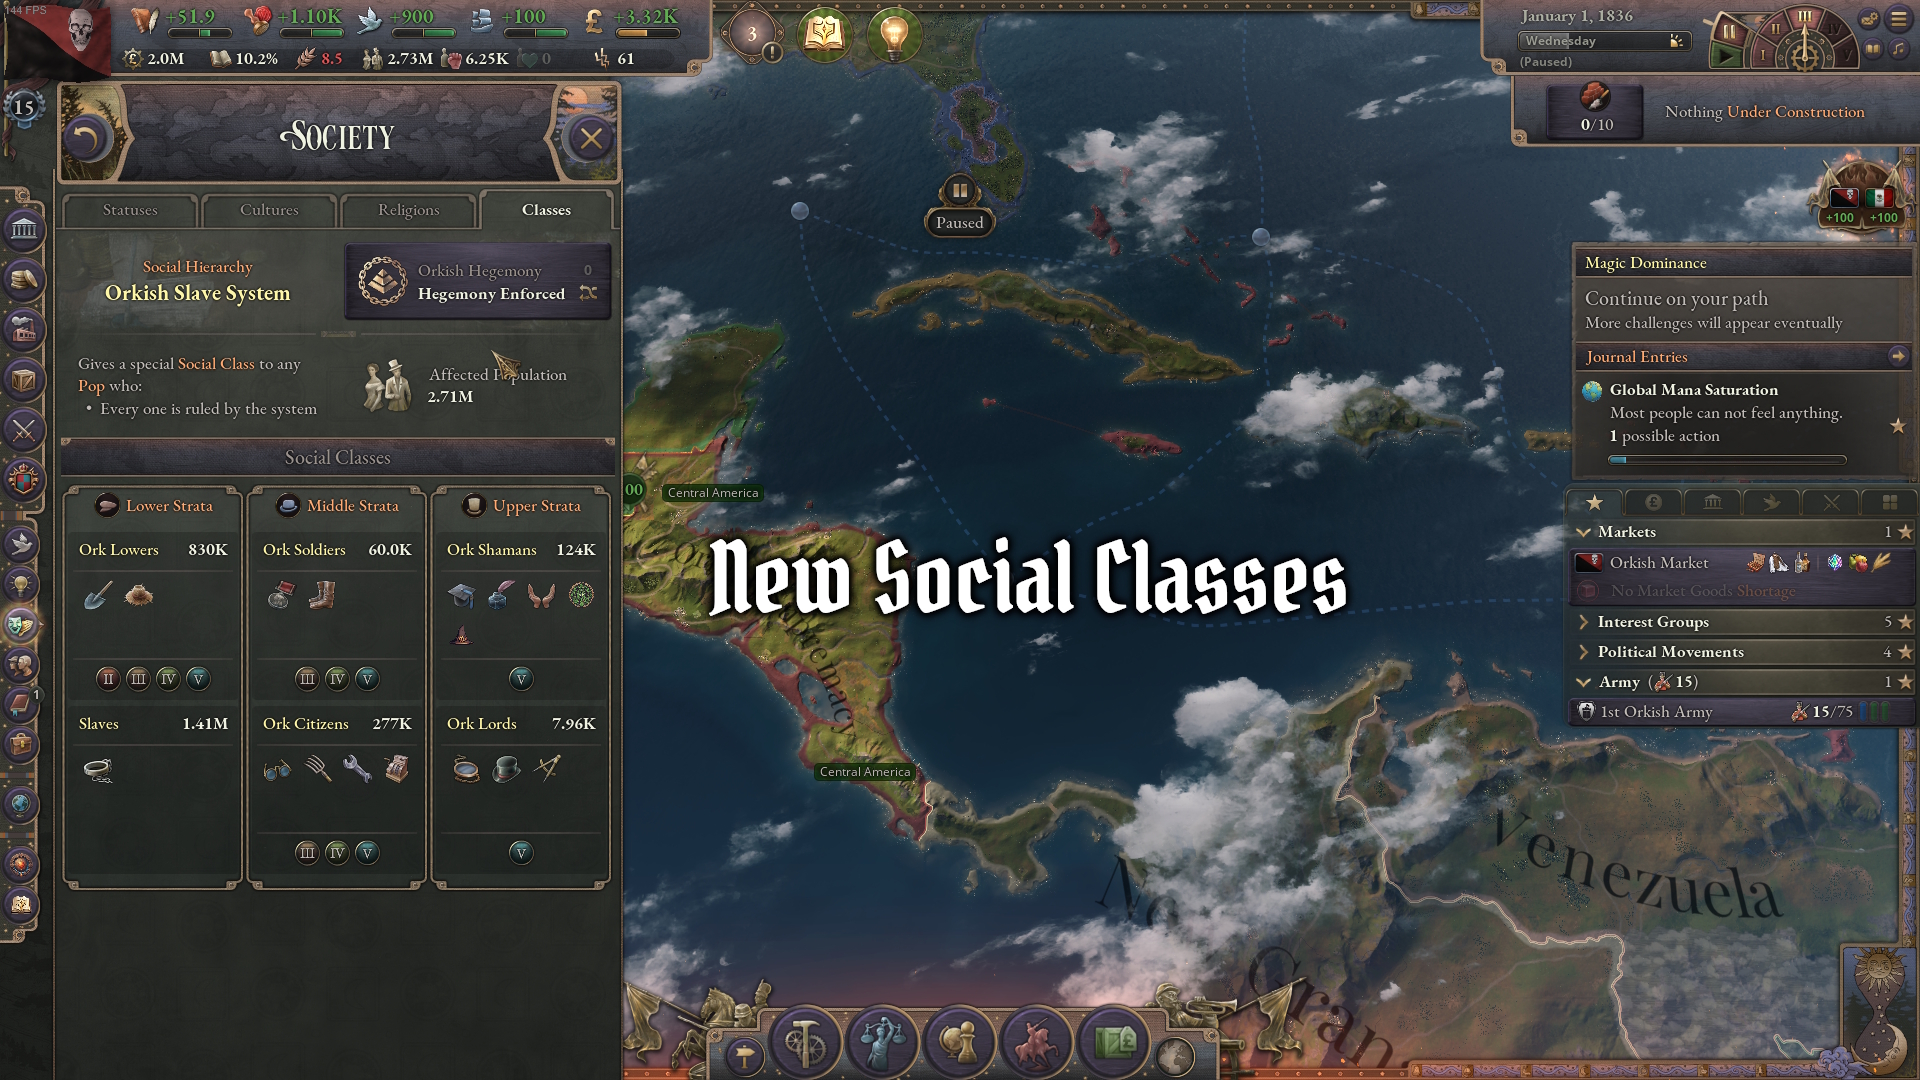 144 FPS
+51.9 +1.10K +900 +100 +3.32K
2.0M 10.2% 8.5 2.73M 6.25K 0 61
3
January 1, 1836
Wednesday
(Paused)
I II III IV V
0/10 Nothing Under Construction
15
Society
Statuses Cultures Religions Classes
Social Hierarchy
Orkish Slave System
Orkish Hegemony 0
Hegemony Enforced
Gives a special Social Class to any
Pop who:
• Every one is ruled by the system
Affected Population
2.71M
Social Classes
Lower Strata Middle Strata Upper Strata
Ork Lowers 830K Ork Soldiers 60.0K Ork Shamans 124K
II III IV V III IV V V
Slaves 1.41M Ork Citizens 277K Ork Lords 7.96K
III IV V V
1
Paused
00
Central America
New Social Classes
Central America
Venezuela
No
Gran
+100 +100
Magic Dominance
Continue on your path
More challenges will appear eventually
Journal Entries
Global Mana Saturation
Most people can not feel anything.
1 possible action
Markets 1
Orkish Market
No Market Goods Shortage
Interest Groups 5
Political Movements 4
Army (15) 1
1st Orkish Army 15/75